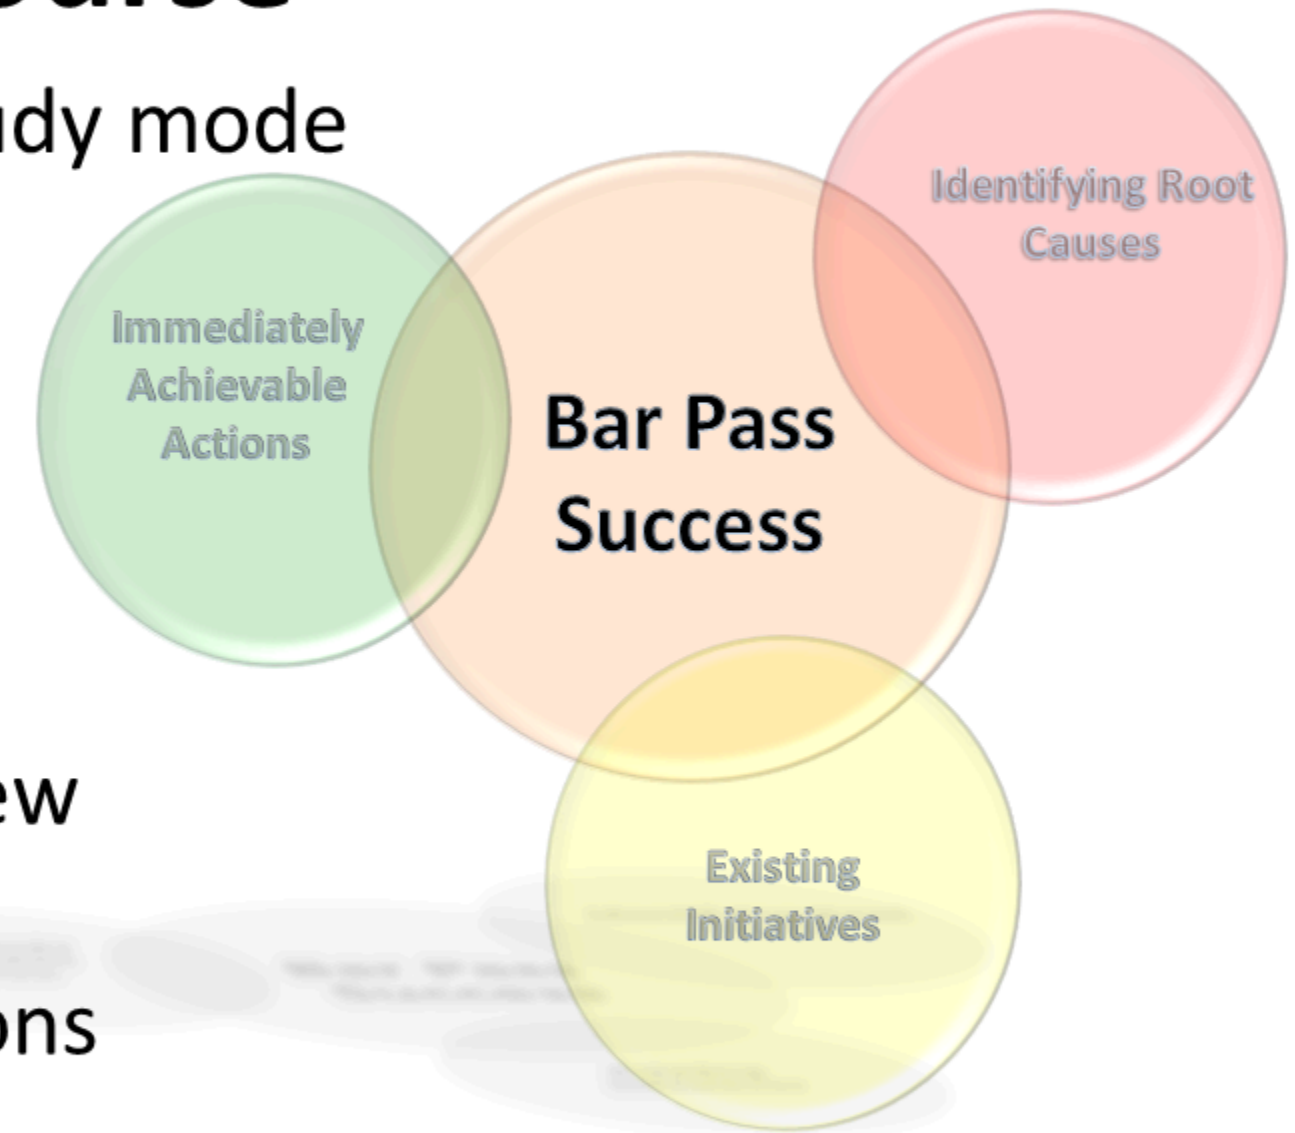 udy mode
Identifying Root
Causes
Immediately
Achievable
Actions
Bar Pass
Success
ew
Existing
Initiatives
ons